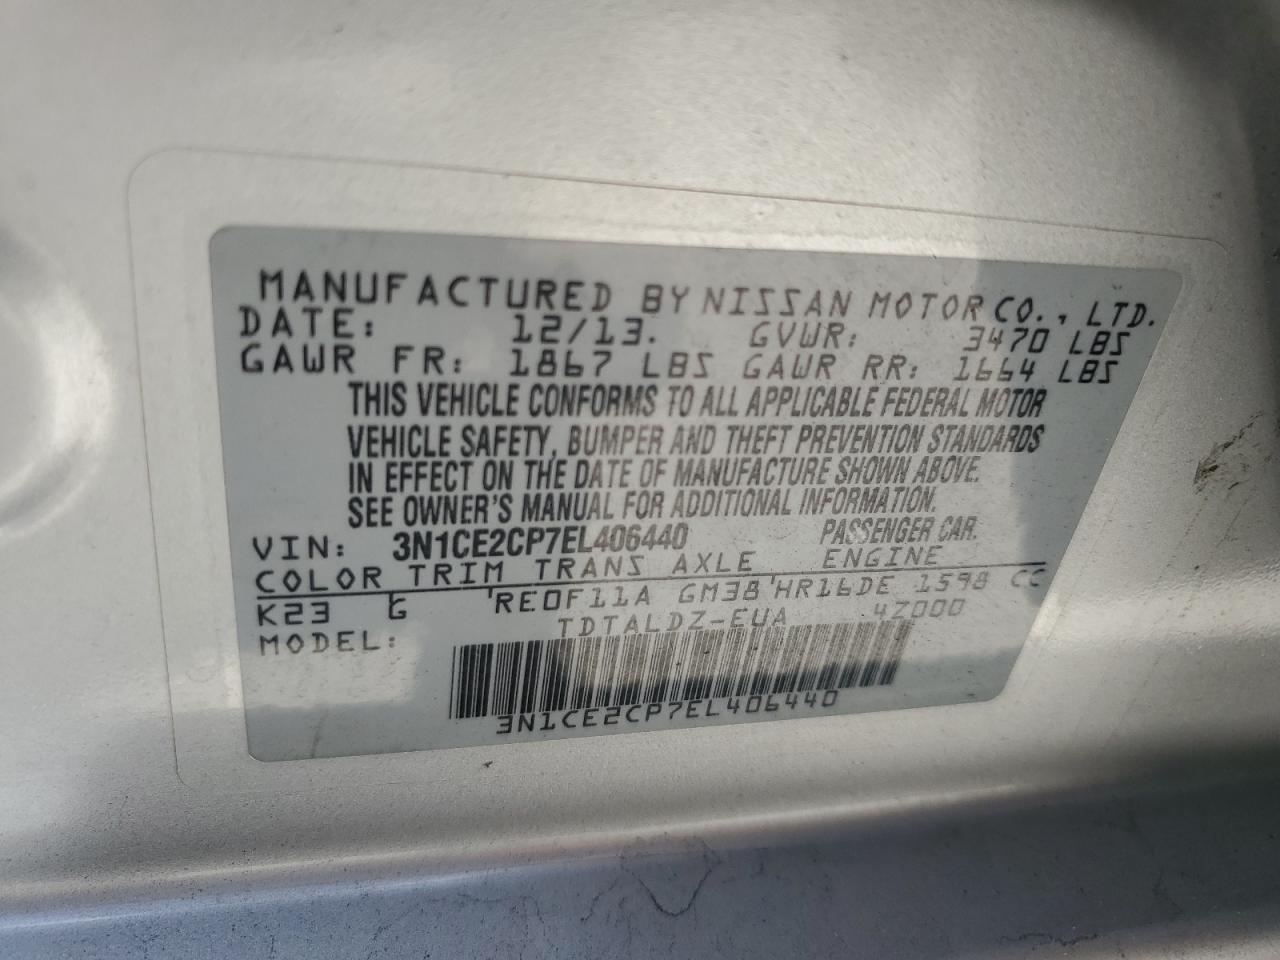 MANUFACTURED BY NISSAN MOTOR CO., LTD.
DATE: 12/13. GVWR: 3470 LBS
GAWR FR: 1867 LBS GAWR RR: 1664 LBS
THIS VEHICLE CONFORMS TO ALL APPLICABLE FEDERAL MOTOR
VEHICLE SAFETY, BUMPER AND THEFT PREVENTION STANDARDS
IN EFFECT ON THE DATE OF MANUFACTURE SHOWN ABOVE.
SEE OWNER'S MANUAL FOR ADDITIONAL INFORMATION.
VIN: 3N1CE2CP7EL406440 PASSENGER CAR.
COLOR TRIM TRANS AXLE ENGINE
K23 G 'RE0F11A GM38'HR16DE 1598 CC
MODEL: TDTALDZ-EUA 4Z000
3N1CE2CP7EL406440